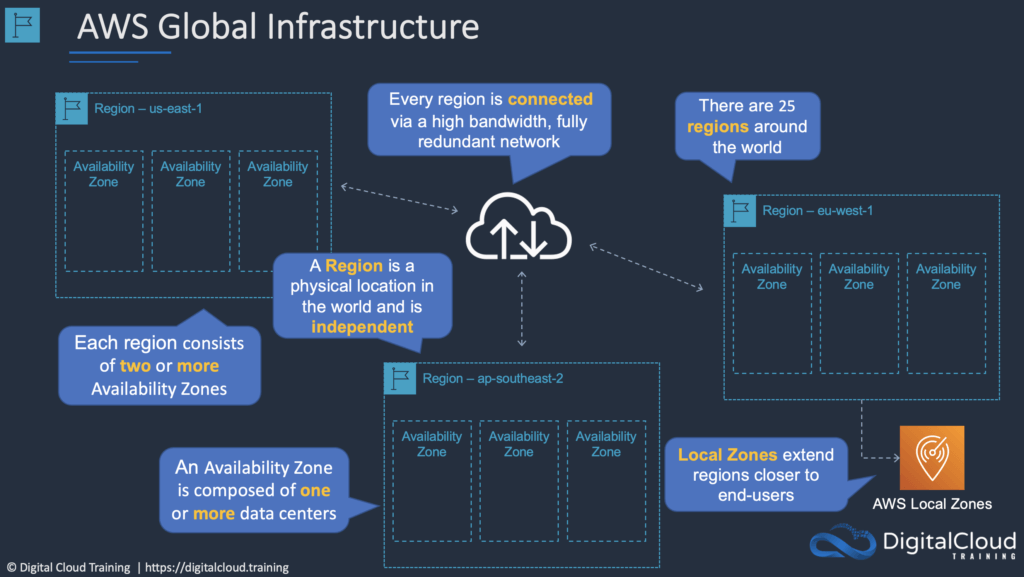 AWS Global Infrastructure
Region – us-east-1
Availability
Zone
Availability
Zone
Availability
Zone
Every region is connected
via a high bandwidth, fully
redundant network
There are 25
regions around
the world
Region – eu-west-1
Availability
Zone
Availability
Zone
Availability
Zone
A Region is a
physical location in
the world and is
independent
Each region consists
of two or more
Availability Zones
Region – ap-southeast-2
Availability
Zone
Availability
Zone
Availability
Zone
An Availability Zone
is composed of one
or more data centers
Local Zones extend
regions closer to
end-users
AWS Local Zones
DigitalCloud
TRAINING
© Digital Cloud Training | https://digitalcloud.training